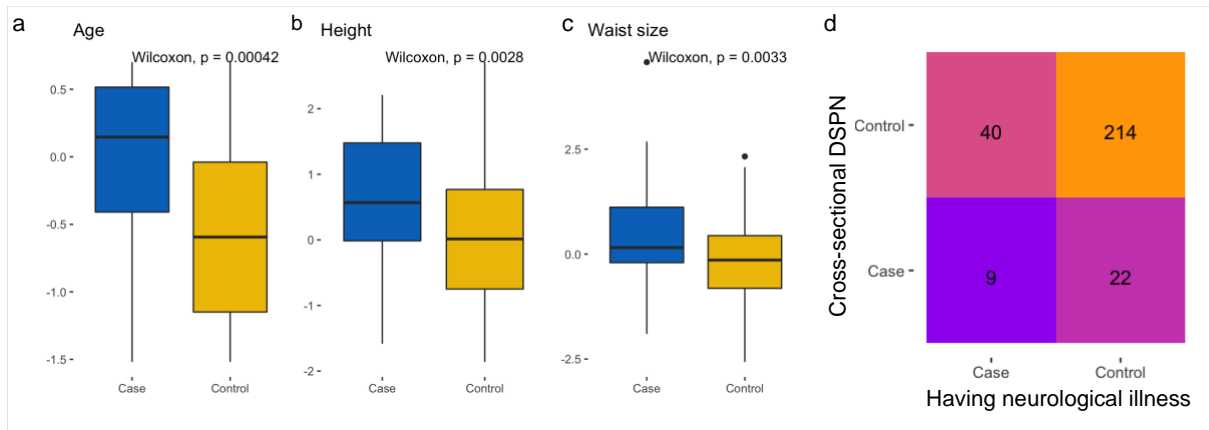 a
Age
Wilcoxon, p = 0.00042
0.5
0.0
-0.5
-1.0
-1.5
Case
Control
b
Height
Wilcoxon, p = 0.0028
2
1
0
-1
-2
Case
Control
c
Waist size
Wilcoxon, p = 0.0033
2.5
0.0
-2.5
Case
Control
d
Cross-sectional DSPN
Control
40
214
Case
9
22
Case
Control
Having neurological illness